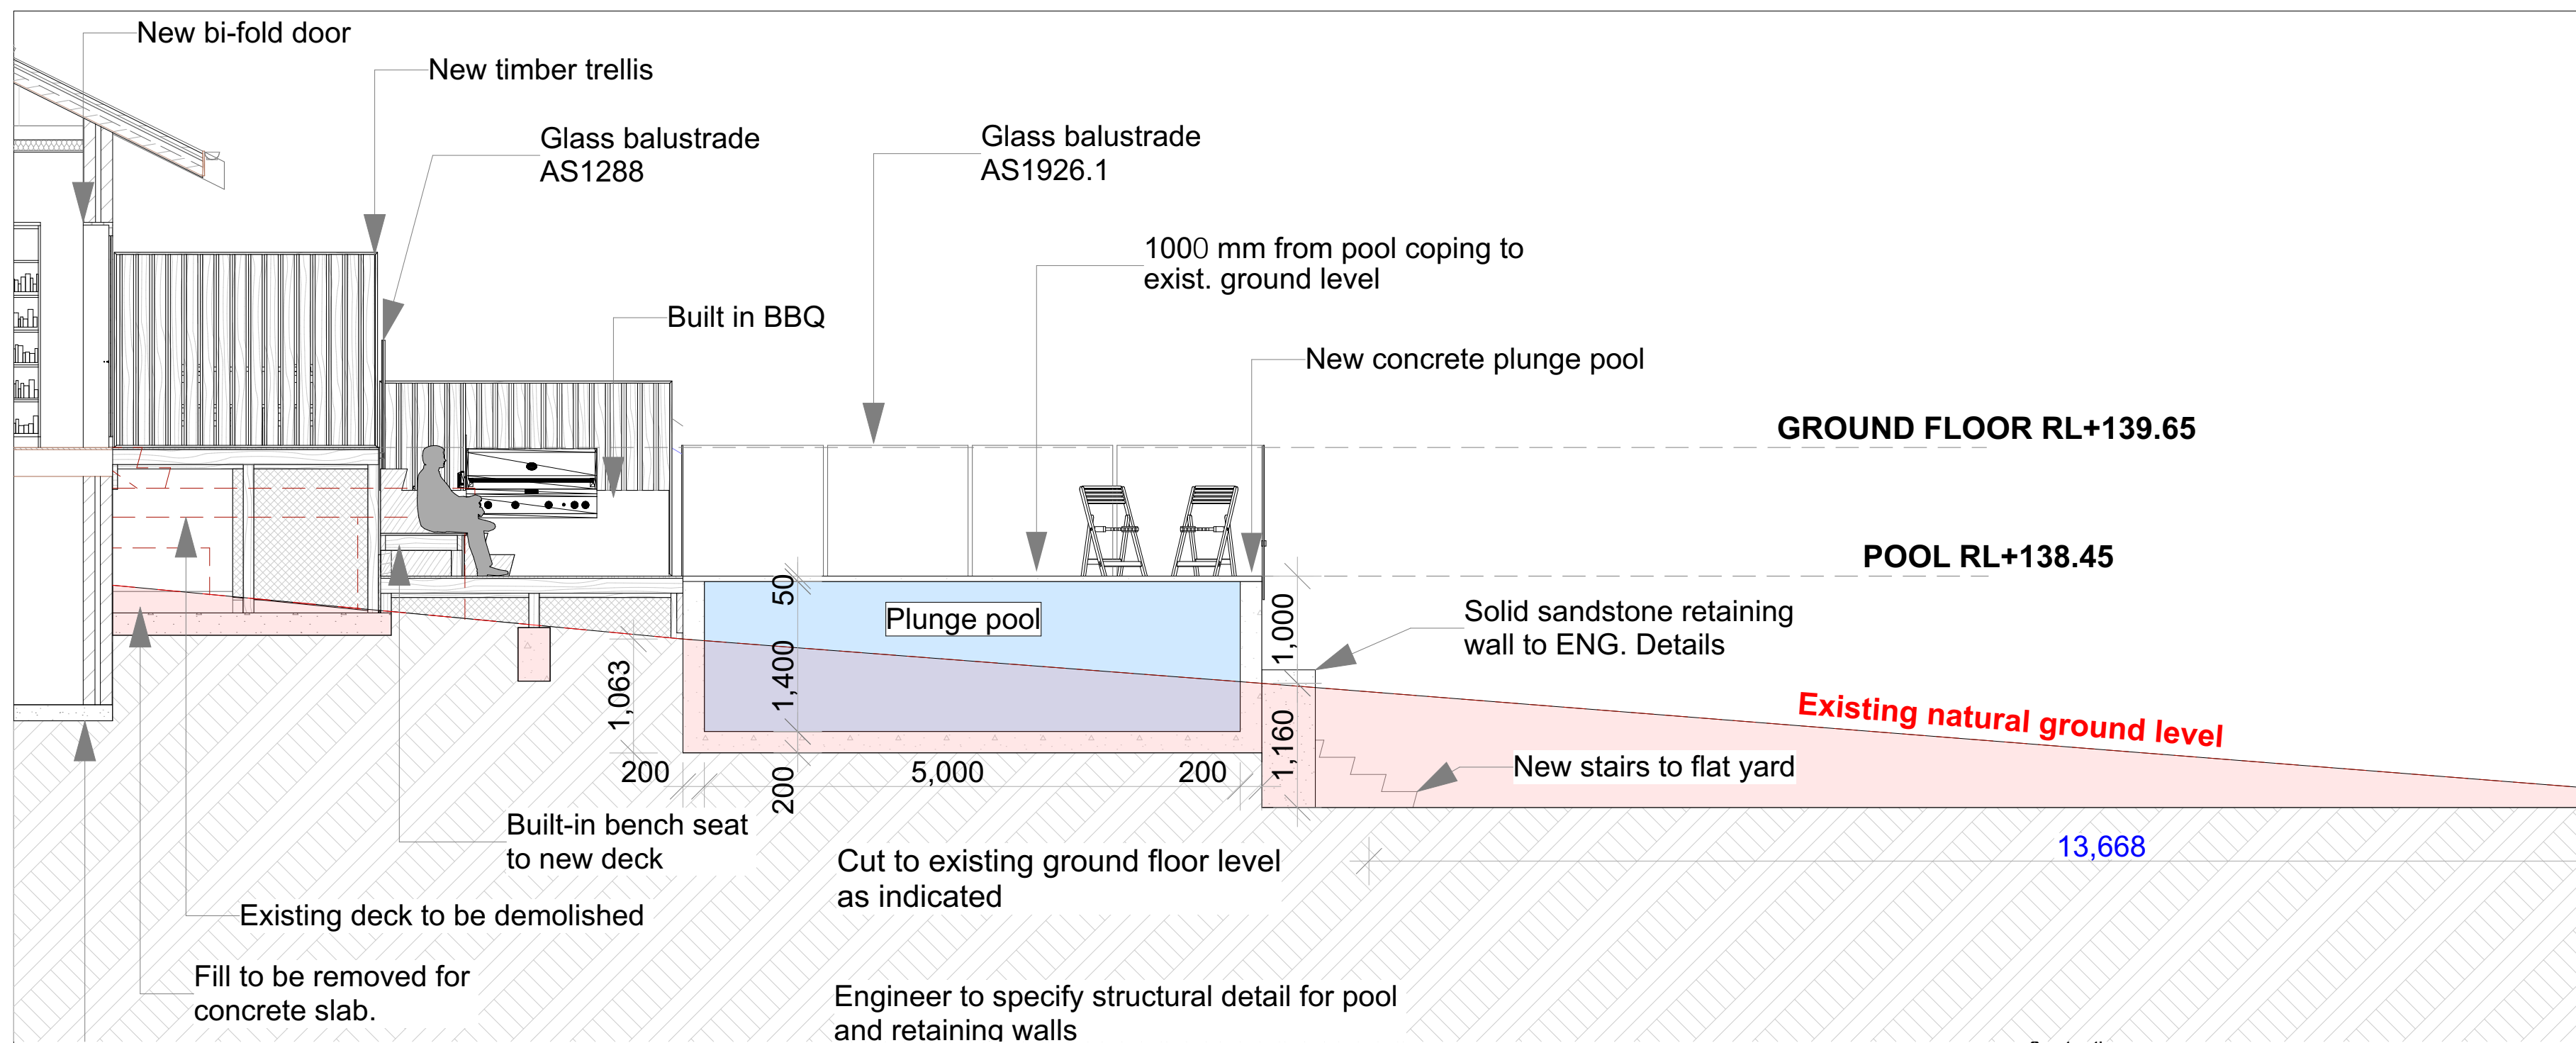 New bi-fold door
New timber trellis
Glass balustrade
AS1288
Glass balustrade
AS1926.1
1000 mm from pool coping to
exist. ground level
Built in BBQ
New concrete plunge pool
GROUND FLOOR RL+139.65
POOL RL+138.45
50
Plunge pool
1,000
Solid sandstone retaining
wall to ENG. Details
1,063
1,400
Existing natural ground level
1,160
200
5,000
200
200
New stairs to flat yard
Built-in bench seat
to new deck
13,668
Cut to existing ground floor level
as indicated
Existing deck to be demolished
Fill to be removed for
concrete slab.
Engineer to specify structural detail for pool
and retaining walls